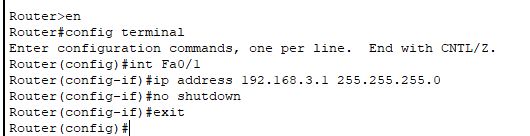 Router>en
Router#config terminal
Enter configuration commands, one per line.  End with CNTL/Z.
Router(config)#int Fa0/1
Router(config-if)#ip address 192.168.3.1 255.255.255.0
Router(config-if)#no shutdown
Router(config-if)#exit
Router(config)#